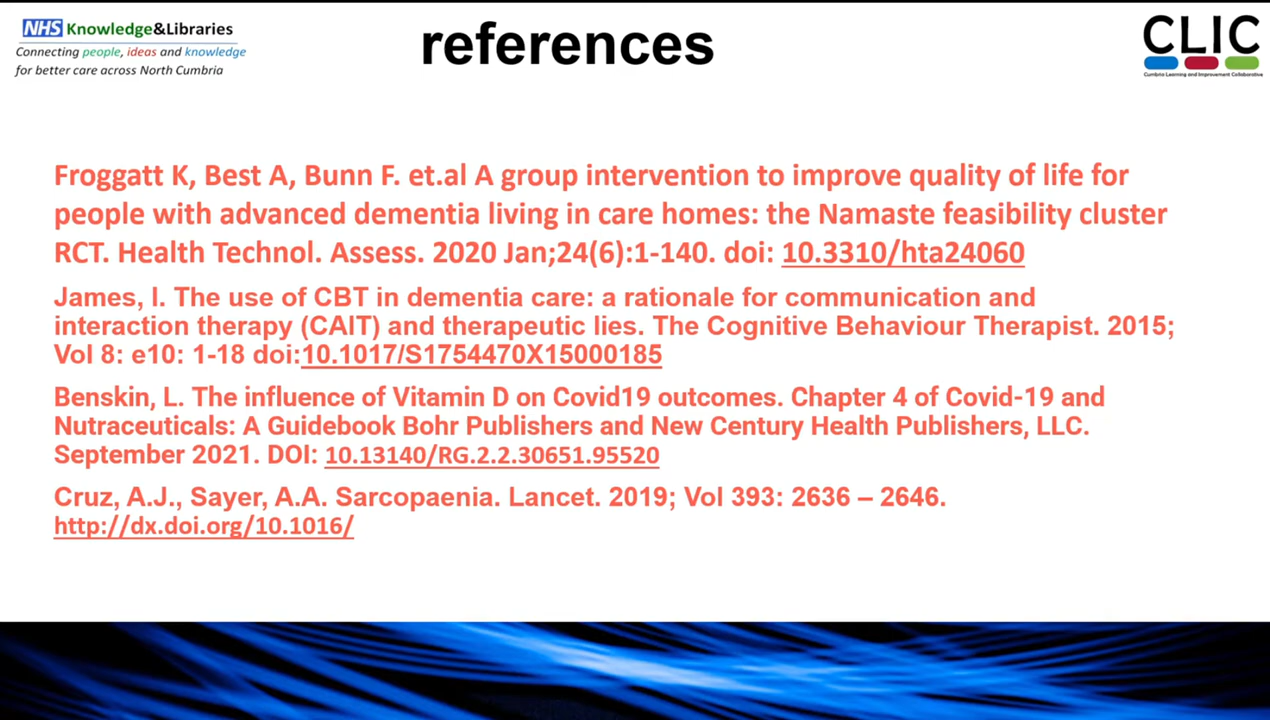 NHS Knowledge&Libraries
Connecting people, ideas and knowledge
for better care across North Cumbria
references
CLIC
Cumbria Learning and Improvement Collaborative
Froggatt K, Best A, Bunn F. et.al A group intervention to improve quality of life for
people with advanced dementia living in care homes: the Namaste feasibility cluster
RCT. Health Technol. Assess. 2020 Jan;24(6):1-140. doi: 10.3310/hta24060
James, I. The use of CBT in dementia care: a rationale for communication and
interaction therapy (CAIT) and therapeutic lies. The Cognitive Behaviour Therapist. 2015;
Vol 8: e10: 1-18 doi:10.1017/S1754470X15000185
Benskin, L. The influence of Vitamin D on Covid19 outcomes. Chapter 4 of Covid-19 and
Nutraceuticals: A Guidebook Bohr Publishers and New Century Health Publishers, LLC.
September 2021. DOI: 10.13140/RG.2.2.30651.95520
Cruz, A.J., Sayer, A.A. Sarcopaenia. Lancet. 2019; Vol 393: 2636 – 2646.
http://dx.doi.org/10.1016/